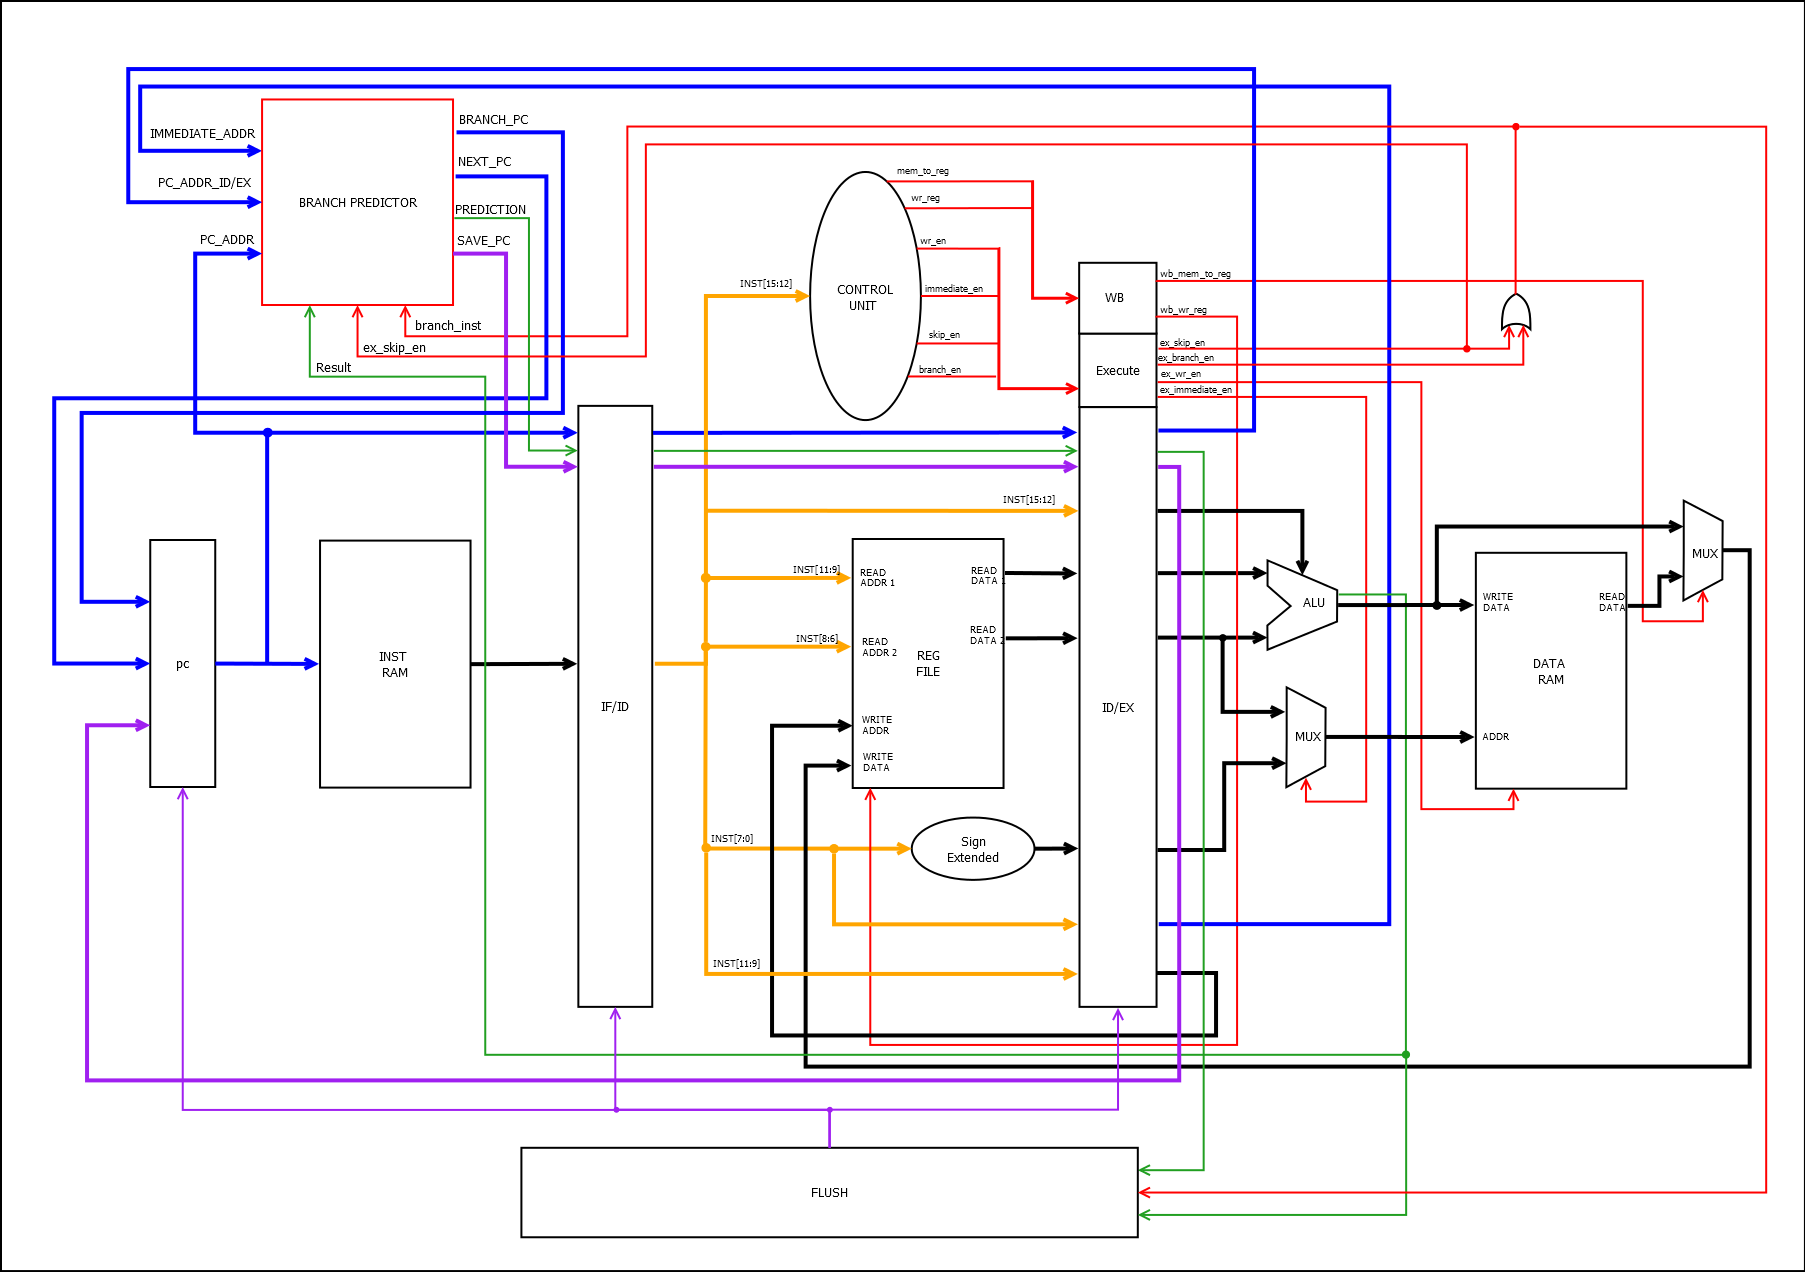 BRANCH_PC
IMMEDIATE_ADDR
NEXT_PC
PC_ADDR_ID/EX
BRANCH PREDICTOR
PREDICTION
PC_ADDR
SAVE_PC
branch_inst
ex_skip_en
Result
mem_to_reg
wr_reg
wr_en
INST[15:12]
CONTROL
UNIT
immediate_en
skip_en
branch_en
WB
wb_mem_to_reg
wb_wr_reg
ex_skip_en
ex_branch_en
Execute
ex_wr_en
ex_immediate_en
INST[15:12]
INST[11:9]
READ
ADDR 1
READ
DATA 1
INST[8:6]
READ
ADDR 2
READ
DATA 2
REG
FILE
WRITE
ADDR
WRITE
DATA
pc
INST
RAM
IF/ID
ID/EX
ALU
MUX
WRITE
DATA
READ
DATA
DATA
RAM
ADDR
MUX
INST[7:0]
Sign
Extended
INST[11:9]
FLUSH